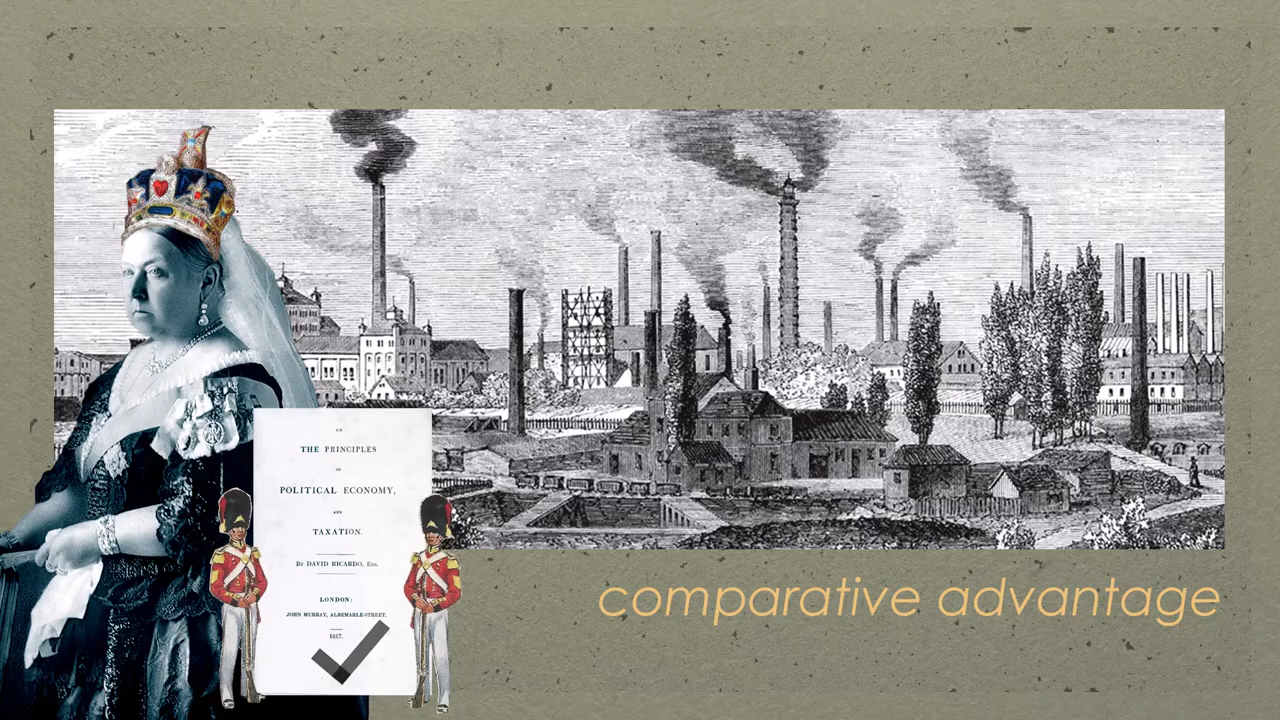 ON
THE PRINCIPLES
OF
POLITICAL ECONOMY,
AND
TAXATION.
BY DAVID RICARDO, ESQ.
LONDON:
JOHN MURRAY, ALBEMARLE-STREET.
1817.
comparative advantage